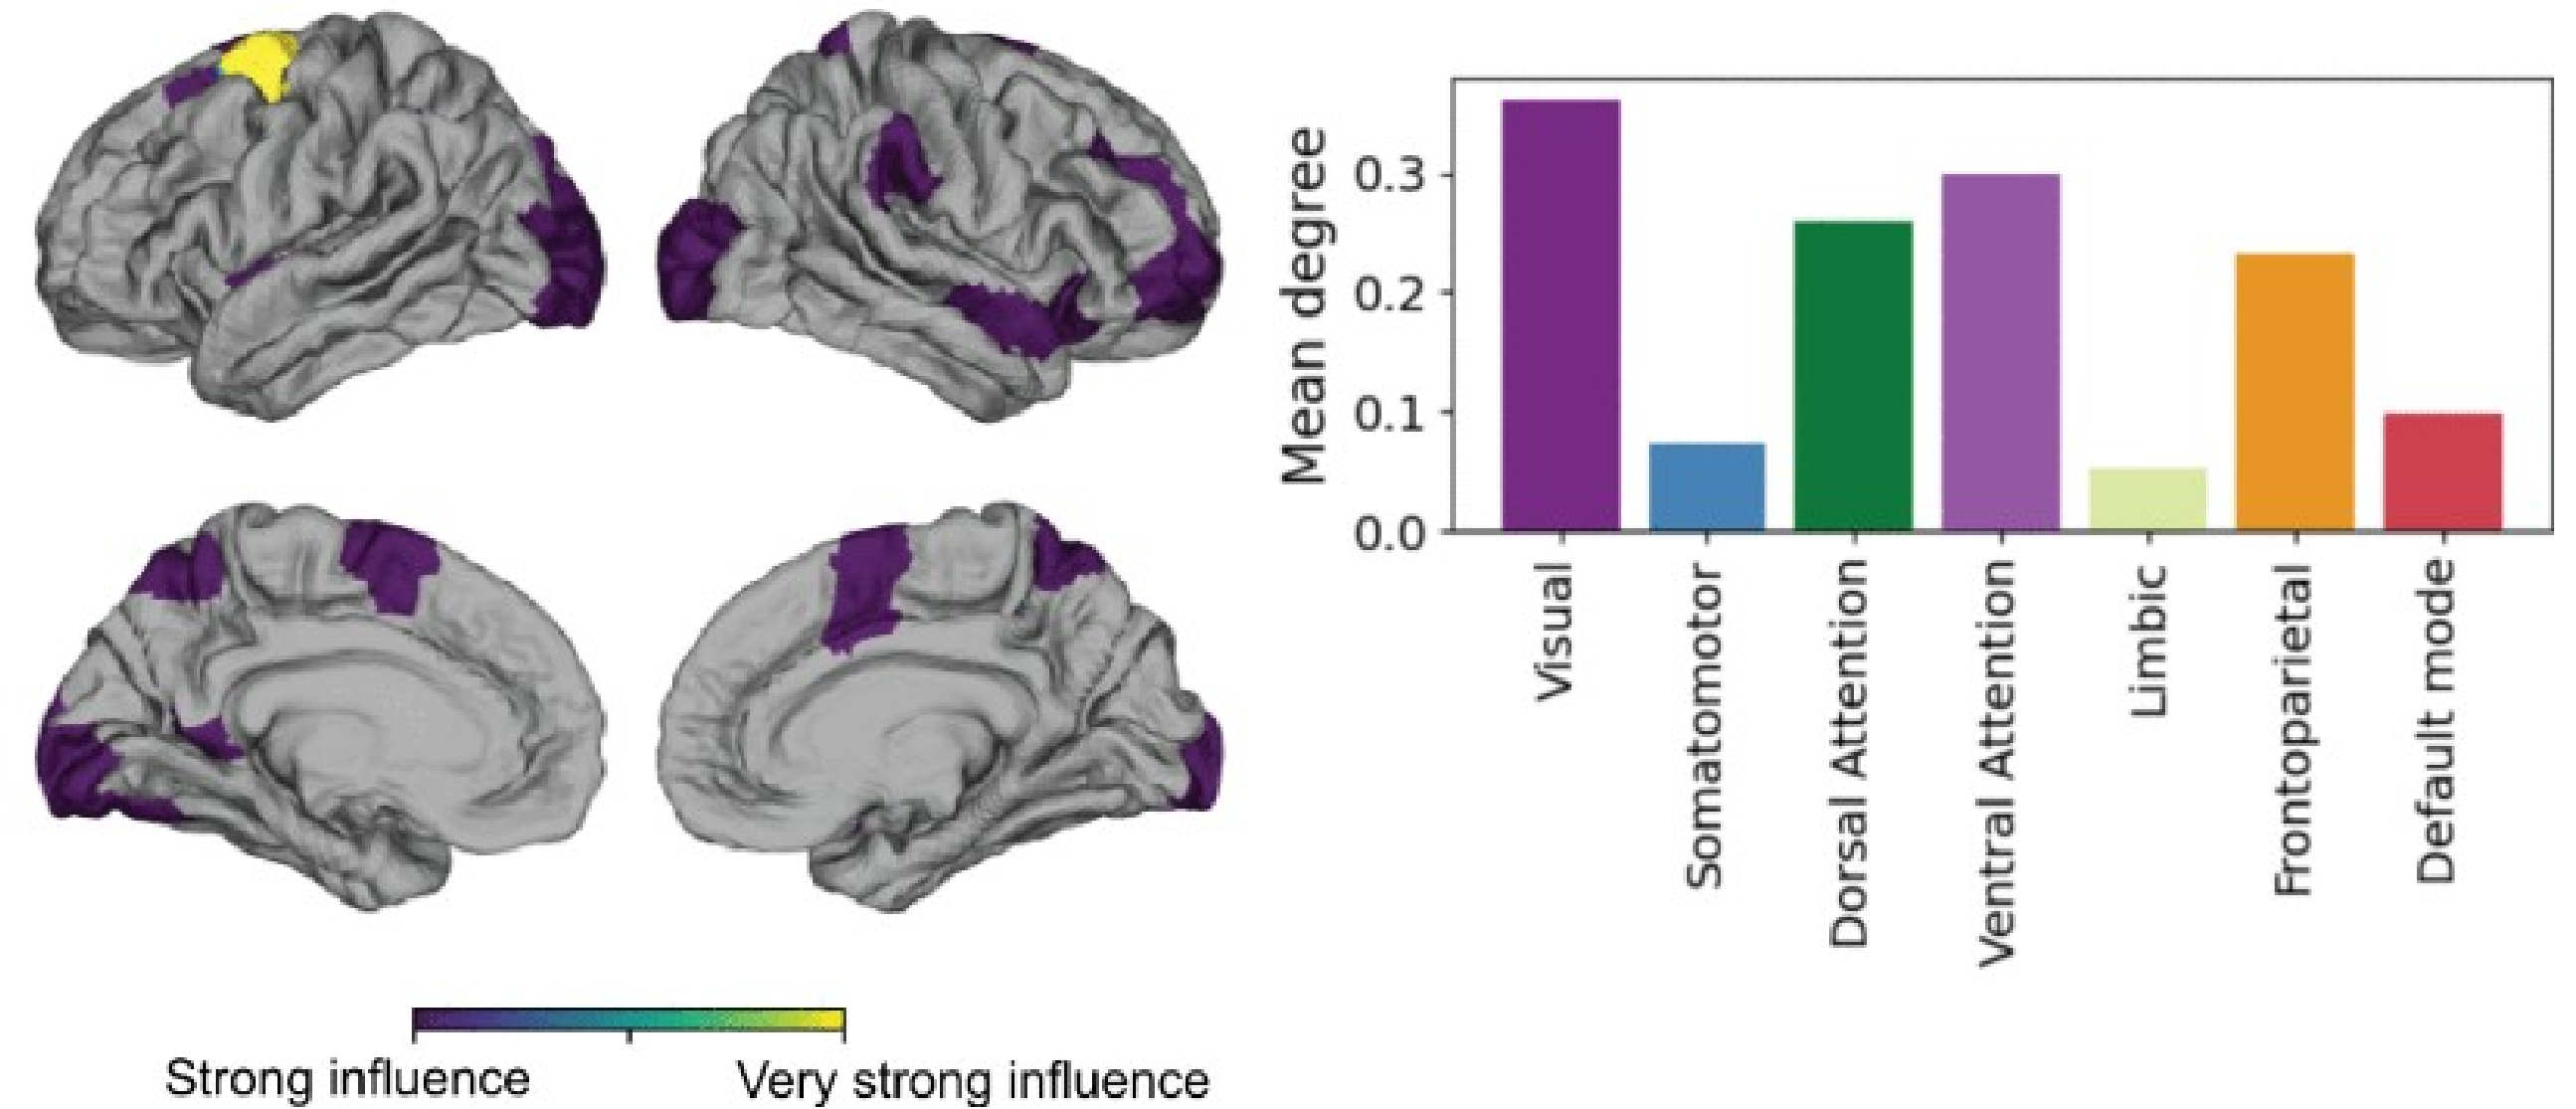 Mean degree
0.3
0.2
0.1
0.0
Visual
Somatomotor
Dorsal Attention
Ventral Attention
Limbic
Frontoparietal
Default mode
Strong influence
Very strong influence